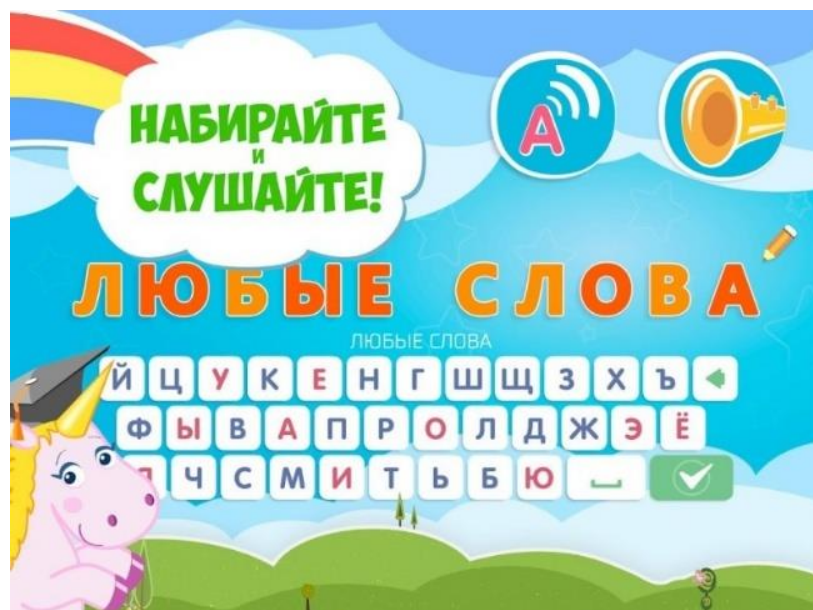 НАБИРАЙТЕ
И
СЛУШАЙТЕ!
А
ЛЮБЫЕ СЛОВА
ЛЮБЫЕ СЛОВА
Й Ц У К Е Н Г Ш Щ З Х Ъ
Ф Ы В А П Р О Л Д Ж Э Ё
Ч С М И Т Ь Б Ю